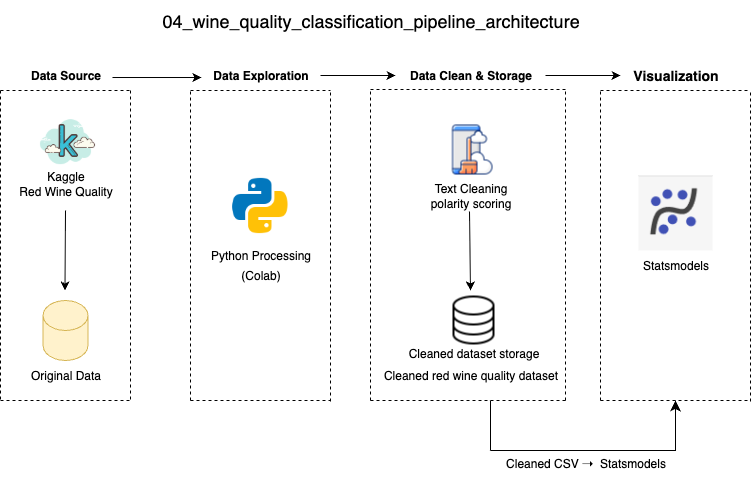 04_wine_quality_classification_pipeline_architecture
Data Source
Data Exploration
Data Clean & Storage
Visualization
k
Kaggle
Red Wine Quality
Original Data
Python Processing
(Colab)
Text Cleaning
polarity scoring
Cleaned dataset storage
Cleaned red wine quality dataset
Statsmodels
Cleaned CSV → Statsmodels